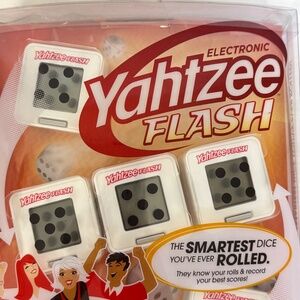 Yahtzee FLASH
ELECTRONIC
Yahtzee
FLASH
Yahtzee FLASH
Yahtzee FLASH
Yahtzee FLASH
THE SMARTEST DICE
YOU'VE EVER ROLLED.
They know your rolls & record
your best scores!